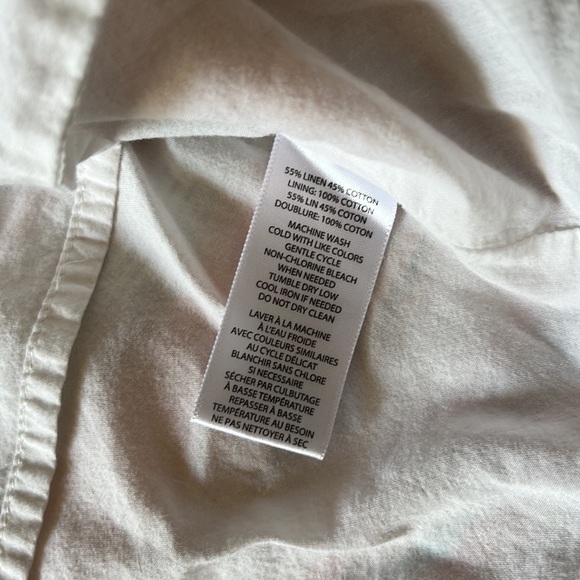 55% LINEN 45% COTTON
LINING: 100% COTTON
55% LIN 45% COTON
DOUBLURE: 100% COTON
MACHINE WASH
COLD WITH LIKE COLORS
GENTLE CYCLE
NON-CHLORINE BLEACH
WHEN NEEDED
TUMBLE DRY LOW
COOL IRON IF NEEDED
DO NOT DRY CLEAN
LAVER À LA MACHINE
À L'EAU FROIDE
AVEC COULEURS SIMILAIRES
AU CYCLE DÉLICAT
BLANCHIR SANS CHLORE
SI NECESSAIRE
SÉCHER PAR CULBUTAGE
À BASSE TEMPÉRATURE
REPASSER À BASSE
TEMPÉRATURE AU BESOIN
NE PAS NETTOYER À SEC